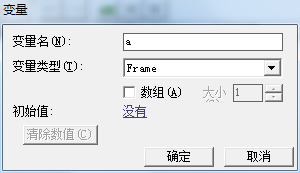 变量
变量名(N): a
变量类型(T): Frame
数组(A) 大小 1
初始值: 没有
清除数值(C)
确定 取消